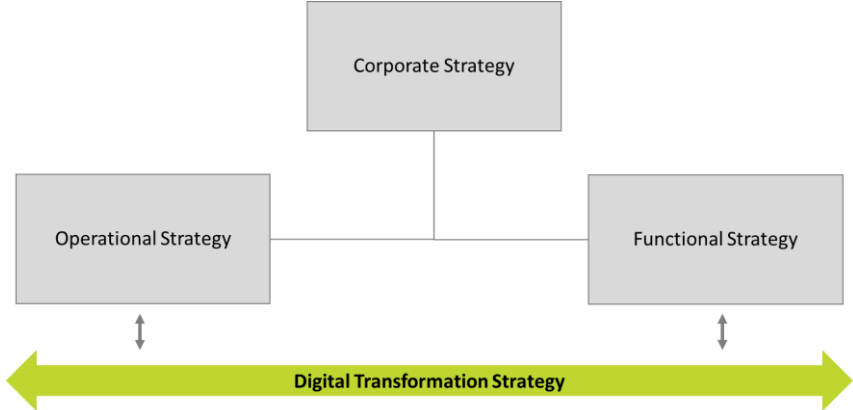 Corporate Strategy
Operational Strategy
Functional Strategy
Digital Transformation Strategy